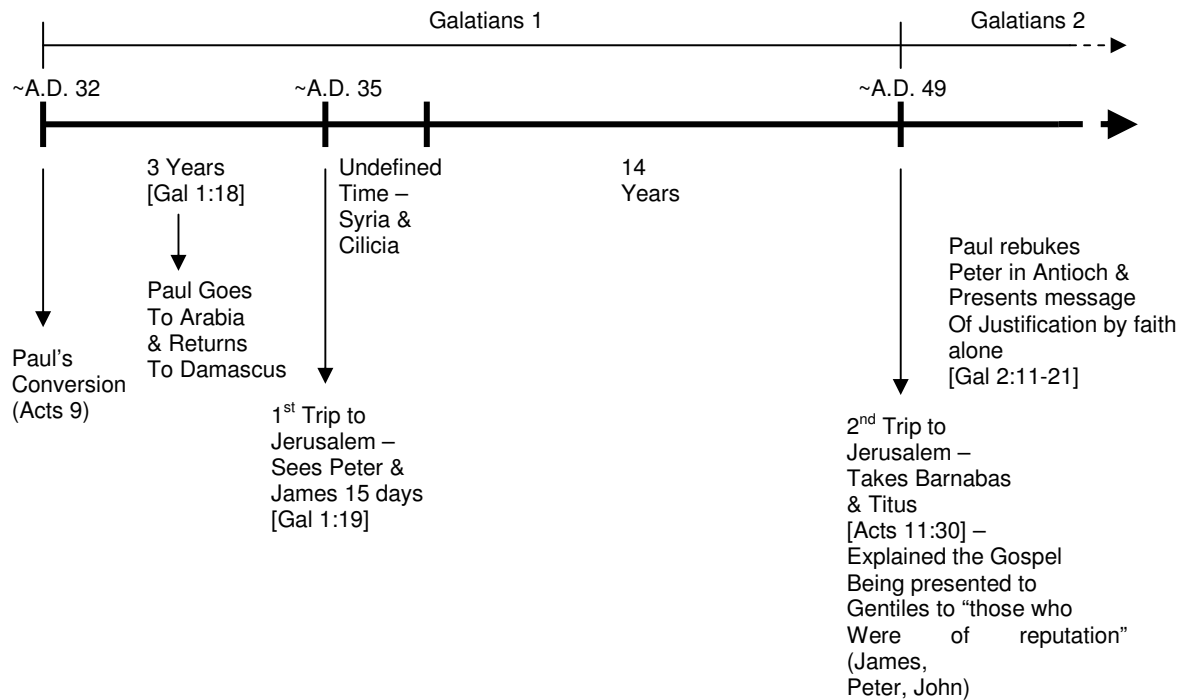 Galatians 1
Galatians 2
~A.D. 32
~A.D. 35
~A.D. 49
3 Years
[Gal 1:18]
Undefined
Time –
Syria &
Cilicia
14
Years
Paul Goes
To Arabia
& Returns
To Damascus
Paul rebukes
Peter in Antioch &
Presents message
Of Justification by faith
alone
[Gal 2:11-21]
Paul's
Conversion
(Acts 9)
1st Trip to
Jerusalem –
Sees Peter &
James 15 days
[Gal 1:19]
2nd Trip to
Jerusalem –
Takes Barnabas
& Titus
[Acts 11:30] –
Explained the Gospel
Being presented to
Gentiles to “those who
Were of reputation”
(James,
Peter, John)